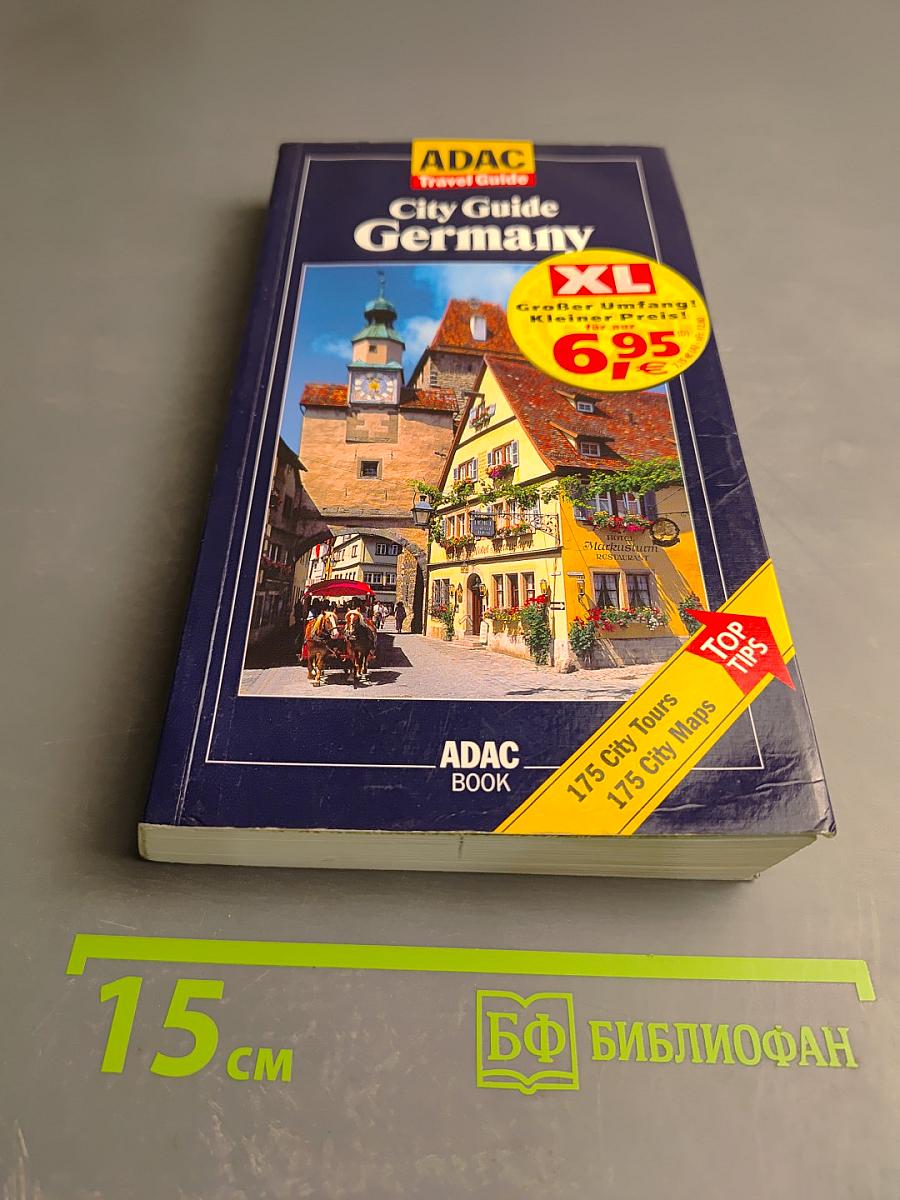 ADAC
Travel Guide
City Guide
Germany
XL
Großer Umfang!
Kleiner Preis!
für nur
6,95 €
HOTEL
Markusturm
RESTAURANT
TOP
TIPS
175 City Tours
175 City Maps
ADAC
BOOK
15 см
БФ БИБЛИОФАН